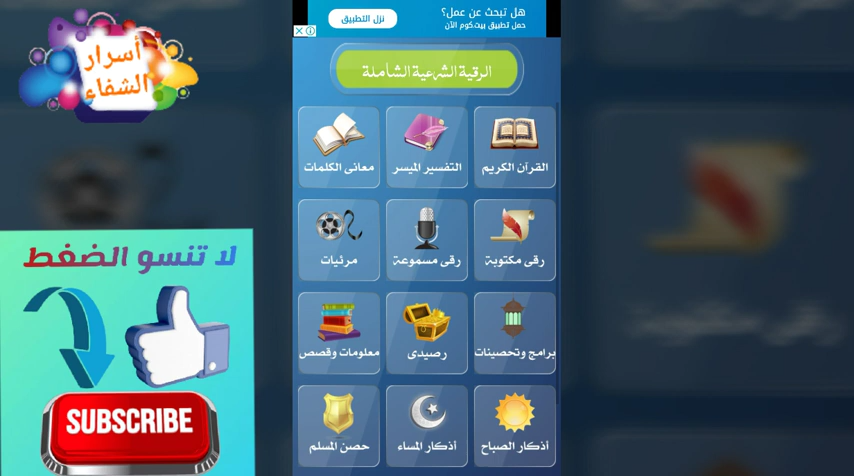 أسرار
الشفاء
هل تبحث عن عمل؟
حمل تطبيق بيت.كوم الآن
نزل التطبيق
الرقية الشرعية الشاملة
القرآن الكريم
التفسير الميسر
معانى الكلمات
رقى مكتوبة
رقى مسموعة
مرئيات
برامج وتحصينات
رصيدى
معلومات وقصص
أذكار الصباح
أذكار المساء
حصن المسلم
لا تنسو الضغط
SUBSCRIBE